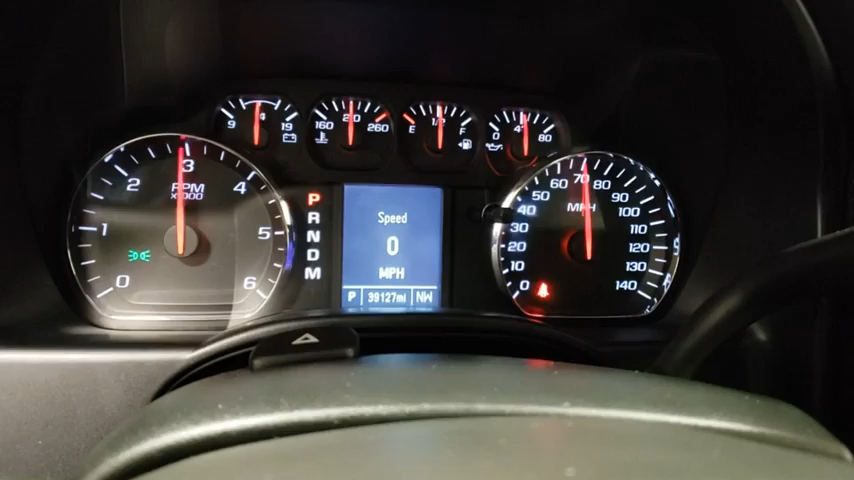 9 19
160 210 260
E 1/2 F
0 80
0 1 2 3 4 5 6
RPM
x1000
P
R
N
D
M
Speed
0
MPH
P 39127mi NW
0 10 20 30 40 50 60 70 80 90 100 110 120 130 140
MPH